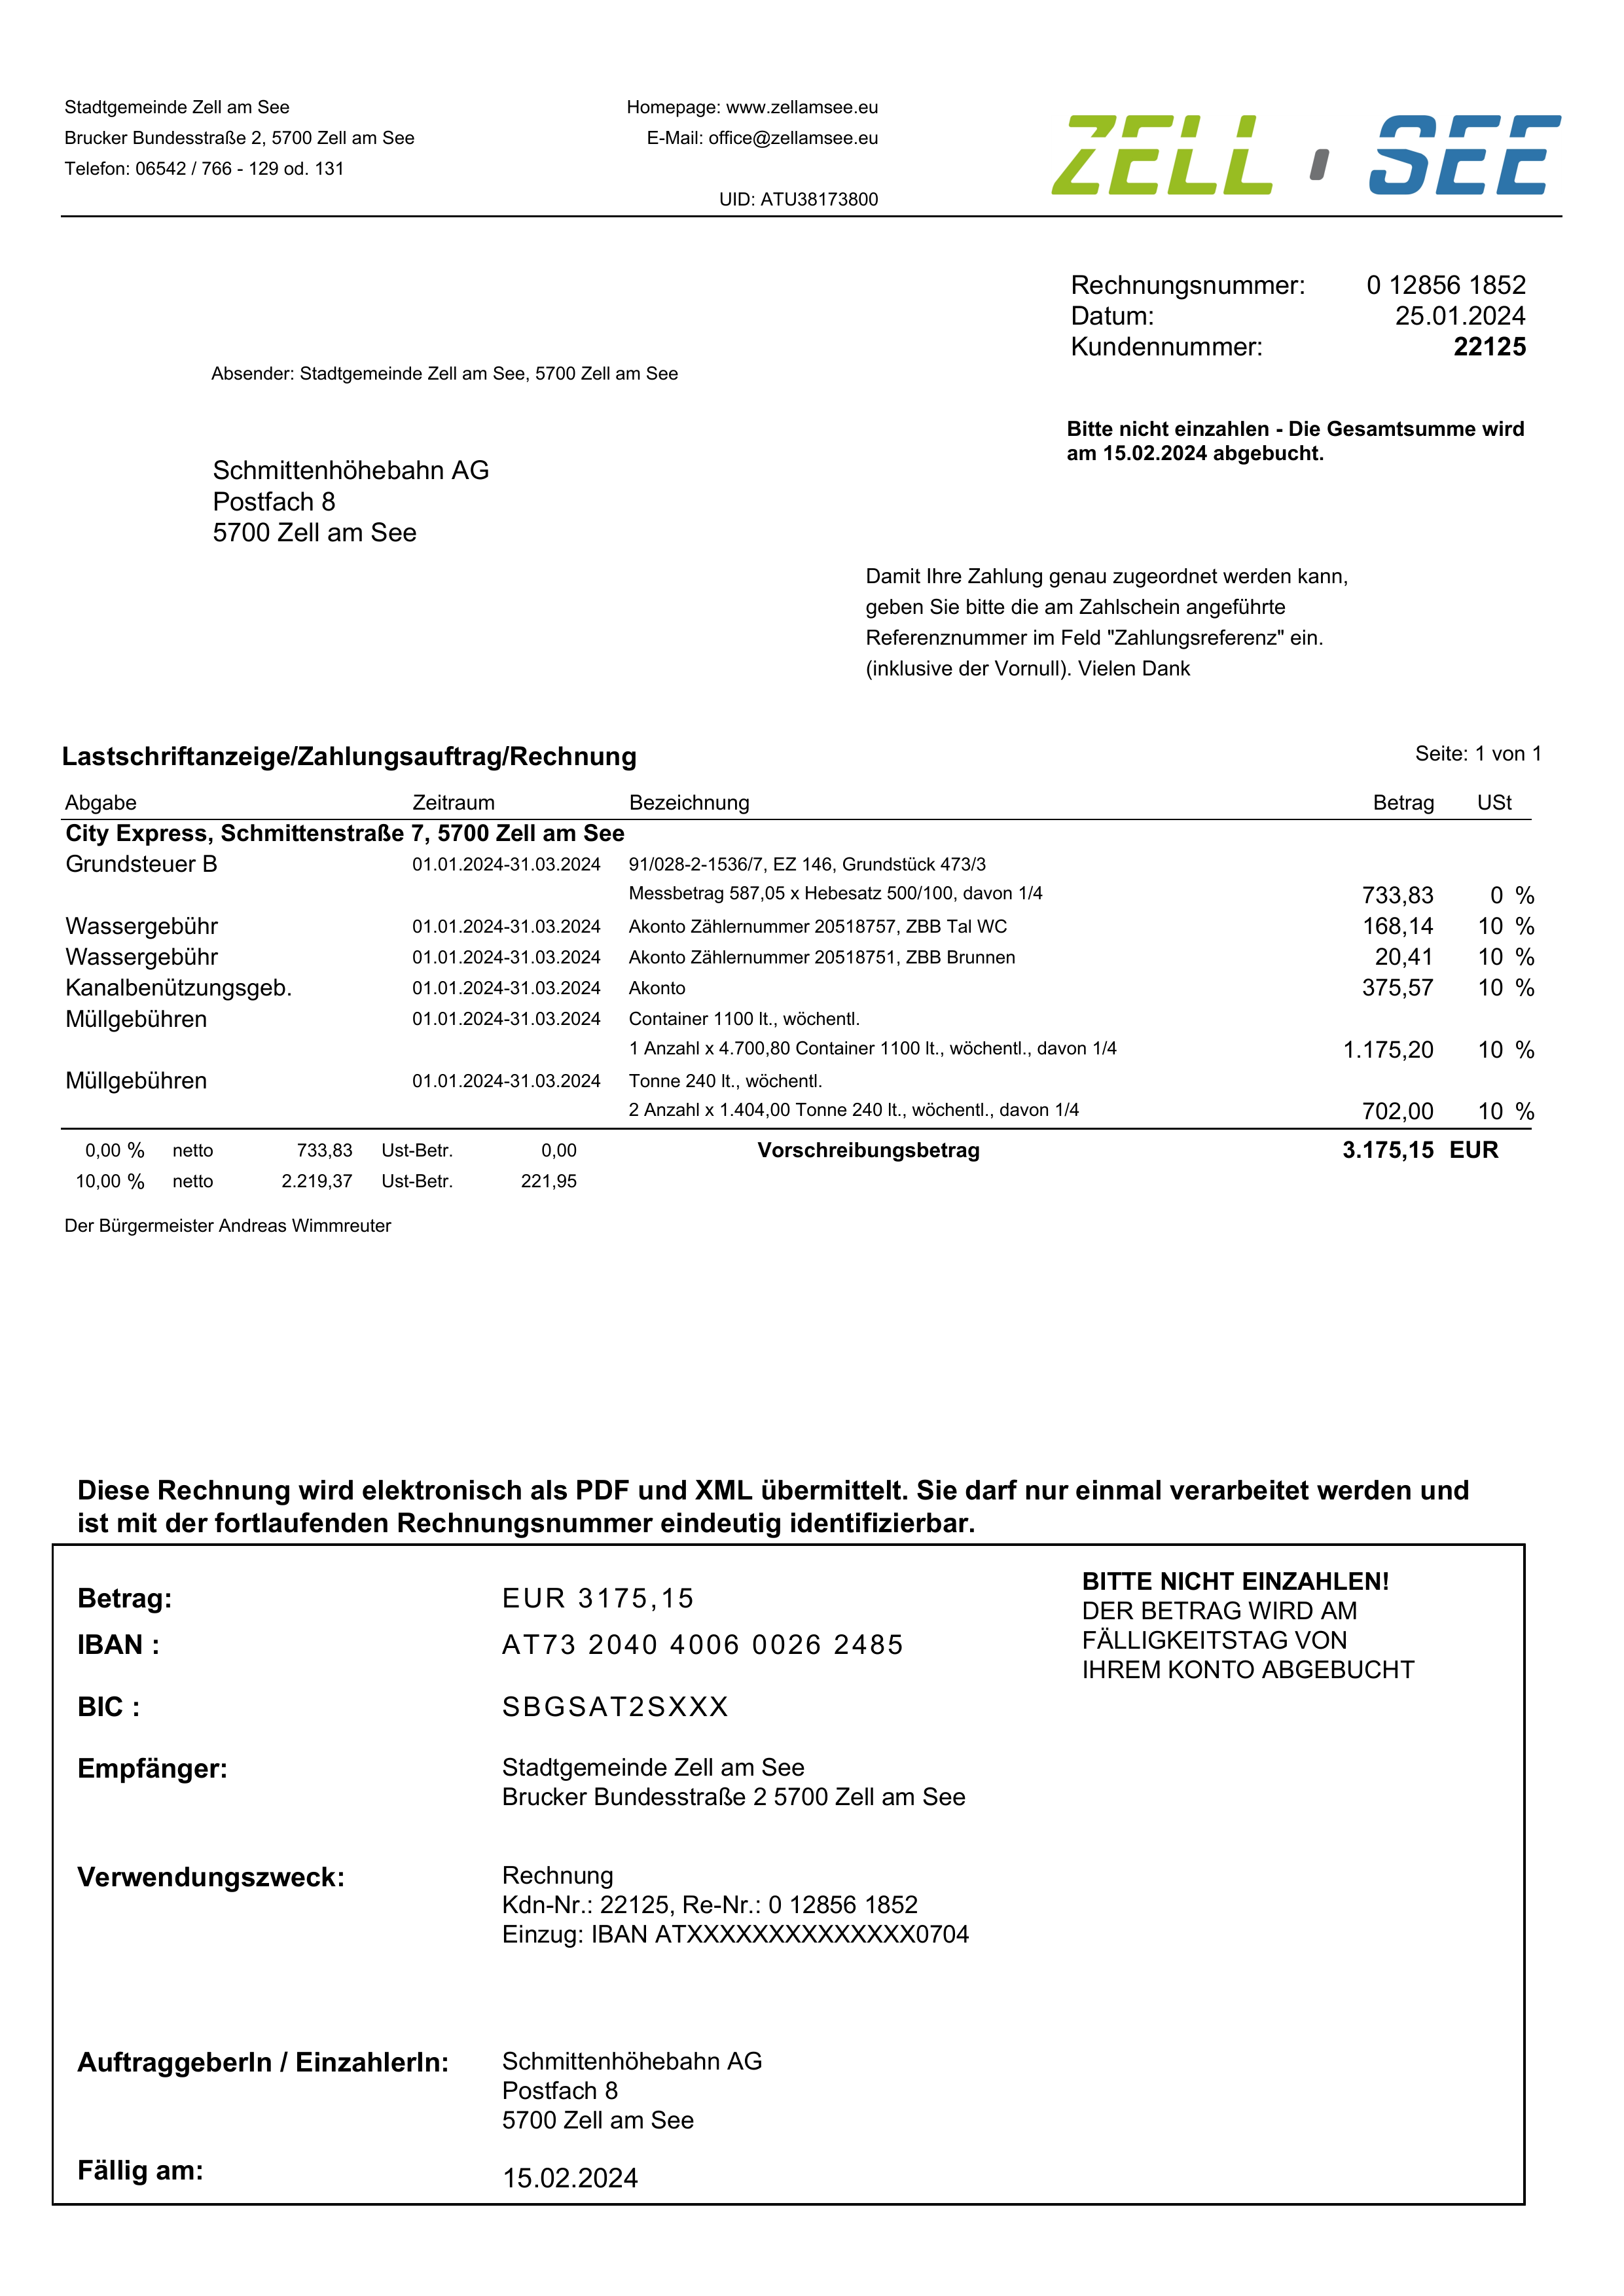 Stadtgemeinde Zell am See
Brucker Bundesstraße 2, 5700 Zell am See
Telefon: 06542 / 766 - 129 od. 131
Homepage: www.zellamsee.eu
E-Mail: office@zellamsee.eu
UID: ATU38173800
ZELL SEE
Rechnungsnummer: 0 12856 1852
Datum: 25.01.2024
Kundennummer: 22125
Absender: Stadtgemeinde Zell am See, 5700 Zell am See
Bitte nicht einzahlen - Die Gesamtsumme wird
am 15.02.2024 abgebucht.
Schmittenhöhebahn AG
Postfach 8
5700 Zell am See
Damit Ihre Zahlung genau zugeordnet werden kann,
geben Sie bitte die am Zahlschein angeführte
Referenznummer im Feld "Zahlungsreferenz" ein.
(inklusive der Vornull). Vielen Dank
Lastschriftanzeige/Zahlungsauftrag/Rechnung Seite: 1 von 1
Abgabe Zeitraum Bezeichnung Betrag USt
City Express, Schmittenstraße 7, 5700 Zell am See
Grundsteuer B 01.01.2024-31.03.2024 91/028-2-1536/7, EZ 146, Grundstück 473/3
Messbetrag 587,05 x Hebesatz 500/100, davon 1/4 733,83 0 %
Wassergebühr 01.01.2024-31.03.2024 Akonto Zählernummer 20518757, ZBB Tal WC 168,14 10 %
Wassergebühr 01.01.2024-31.03.2024 Akonto Zählernummer 20518751, ZBB Brunnen 20,41 10 %
Kanalbenützungsgeb. 01.01.2024-31.03.2024 Akonto 375,57 10 %
Müllgebühren 01.01.2024-31.03.2024 Container 1100 lt., wöchentl.
1 Anzahl x 4.700,80 Container 1100 lt., wöchentl., davon 1/4 1.175,20 10 %
Müllgebühren 01.01.2024-31.03.2024 Tonne 240 lt., wöchentl.
2 Anzahl x 1.404,00 Tonne 240 lt., wöchentl., davon 1/4 702,00 10 %
0,00 % netto 733,83 Ust-Betr. 0,00 Vorschreibungsbetrag 3.175,15 EUR
10,00 % netto 2.219,37 Ust-Betr. 221,95
Der Bürgermeister Andreas Wimmreuter
Diese Rechnung wird elektronisch als PDF und XML übermittelt. Sie darf nur einmal verarbeitet werden und
ist mit der fortlaufenden Rechnungsnummer eindeutig identifizierbar.
Betrag: EUR 3175,15
IBAN : AT73 2040 4006 0026 2485
BIC : SBGSAT2SXXX
BITTE NICHT EINZAHLEN!
DER BETRAG WIRD AM
FÄLLIGKEITSTAG VON
IHREM KONTO ABGEBUCHT
Empfänger: Stadtgemeinde Zell am See
Brucker Bundesstraße 2 5700 Zell am See
Verwendungszweck: Rechnung
Kdn-Nr.: 22125, Re-Nr.: 0 12856 1852
Einzug: IBAN ATXXXXXXXXXXXXXX0704
AuftraggeberIn / EinzahlerIn: Schmittenhöhebahn AG
Postfach 8
5700 Zell am See
Fällig am: 15.02.2024